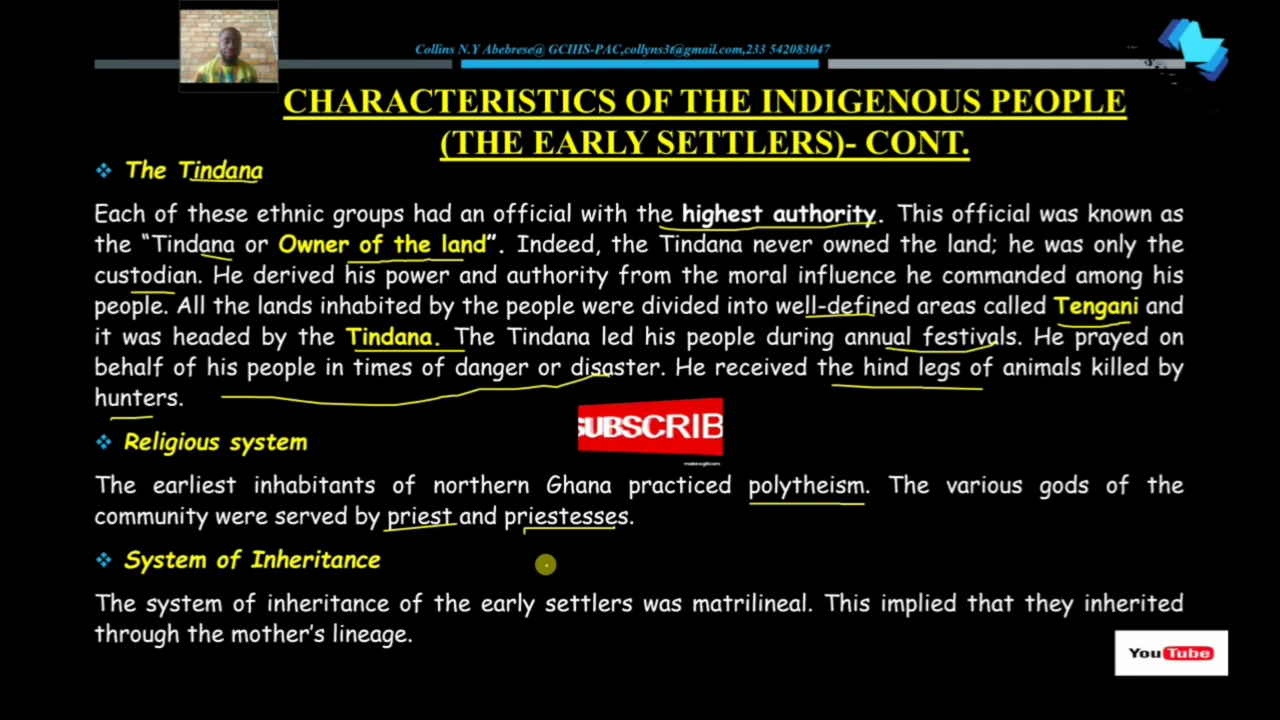 Collins N.Y Abebrese@ GCIHS-PAC,collyns3t@gmail.com,233 542083047
CHARACTERISTICS OF THE INDIGENOUS PEOPLE
(THE EARLY SETTLERS)- CONT.
The Tindana
Each of these ethnic groups had an official with the highest authority. This official was known as
the “Tindana or Owner of the land”. Indeed, the Tindana never owned the land; he was only the
custodian. He derived his power and authority from the moral influence he commanded among his
people. All the lands inhabited by the people were divided into well-defined areas called Tengani and
it was headed by the Tindana. The Tindana led his people during annual festivals. He prayed on
behalf of his people in times of danger or disaster. He received the hind legs of animals killed by
hunters.
SUBSCRIB
Religious system
The earliest inhabitants of northern Ghana practiced polytheism. The various gods of the
community were served by priest and priestesses.
System of Inheritance
The system of inheritance of the early settlers was matrilineal. This implied that they inherited
through the mother’s lineage.
YouTube